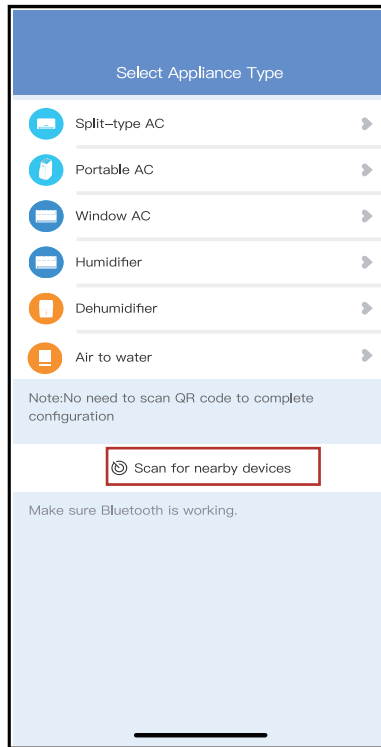 Select Appliance Type
Split-type AC
Portable AC
Window AC
Humidifier
Dehumidifier
Air to water
Note:No need to scan QR code to complete
configuration
Scan for nearby devices
Make sure Bluetooth is working.